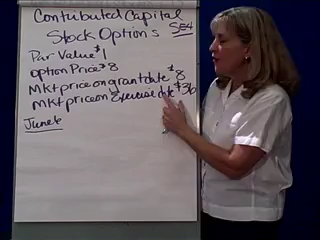 Contributed Capital
Stock Options SE4
Par Value $1
Option Price $8
Mkt price on grant date $8
Mkt price on Exercise date $36
June 6